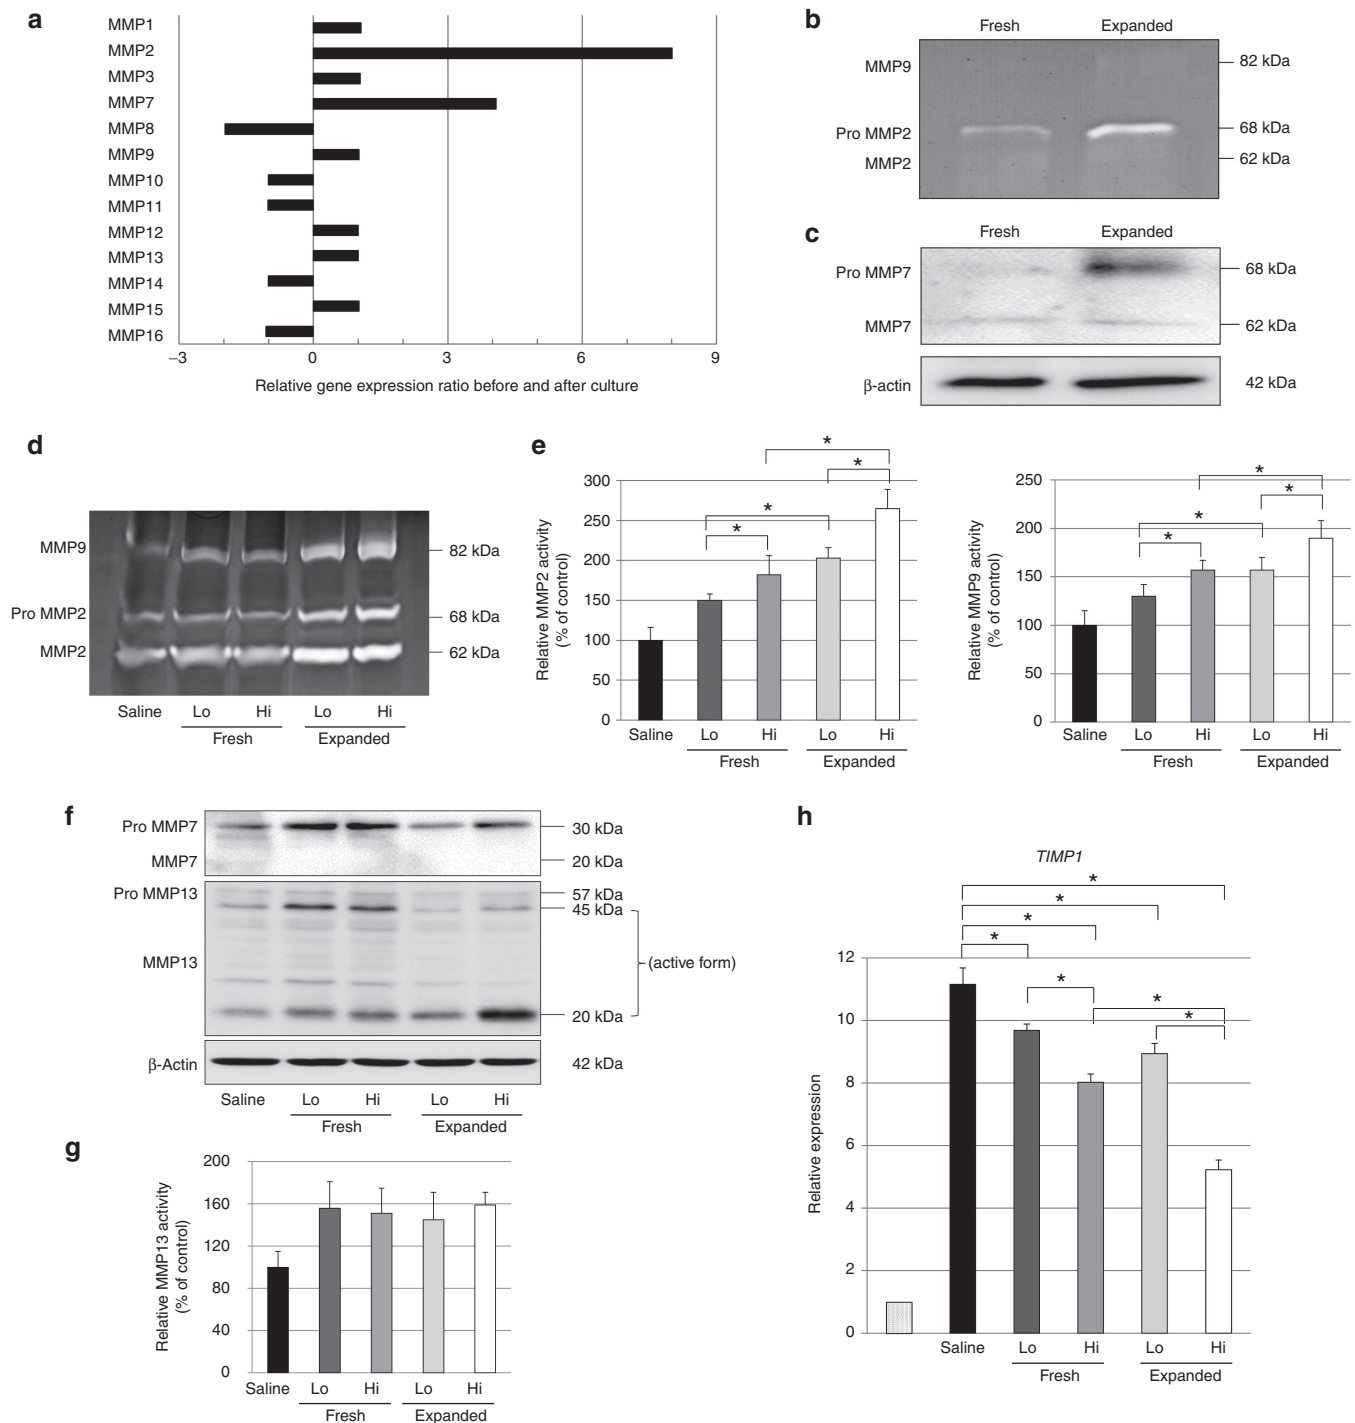 a
MMP1
MMP2
MMP3
MMP7
MMP8
MMP9
MMP10
MMP11
MMP12
MMP13
MMP14
MMP15
MMP16
–3 0 3 6 9
Relative gene expression ratio before and after culture
b
Fresh Expanded
MMP9 82 kDa
Pro MMP2 68 kDa
MMP2 62 kDa
c
Fresh Expanded
Pro MMP7 68 kDa
MMP7 62 kDa
β-actin 42 kDa
d
MMP9 82 kDa
Pro MMP2 68 kDa
MMP2 62 kDa
Saline Lo Hi Lo Hi
Fresh Expanded
e
Relative MMP2 activity
(% of control)
300
250
200
150
100
50
0
* * * *
Saline Lo Hi Lo Hi
Fresh Expanded
Relative MMP9 activity
(% of control)
250
200
150
100
50
0
* * * *
Saline Lo Hi Lo Hi
Fresh Expanded
f
Pro MMP7 30 kDa
MMP7 20 kDa
Pro MMP13 57 kDa
45 kDa
MMP13 (active form)
20 kDa
β-Actin 42 kDa
Saline Lo Hi Lo Hi
Fresh Expanded
g
Relative MMP13 activity
(% of control)
200
160
120
80
40
0
Saline Lo Hi Lo Hi
Fresh Expanded
h
TIMP1
* * * * * * *
Relative expression
12
10
8
6
4
2
0
Saline Lo Hi Lo Hi
Fresh Expanded